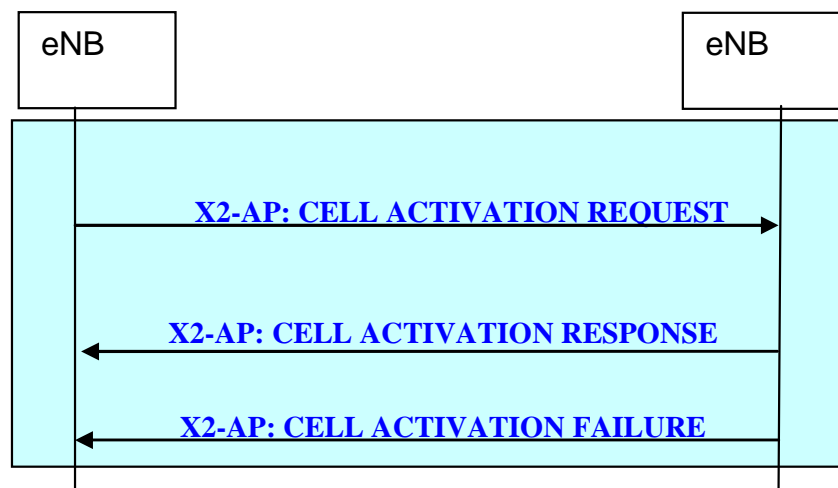 eNB
eNB
X2-AP: CELL ACTIVATION REQUEST
X2-AP: CELL ACTIVATION RESPONSE
X2-AP: CELL ACTIVATION FAILURE